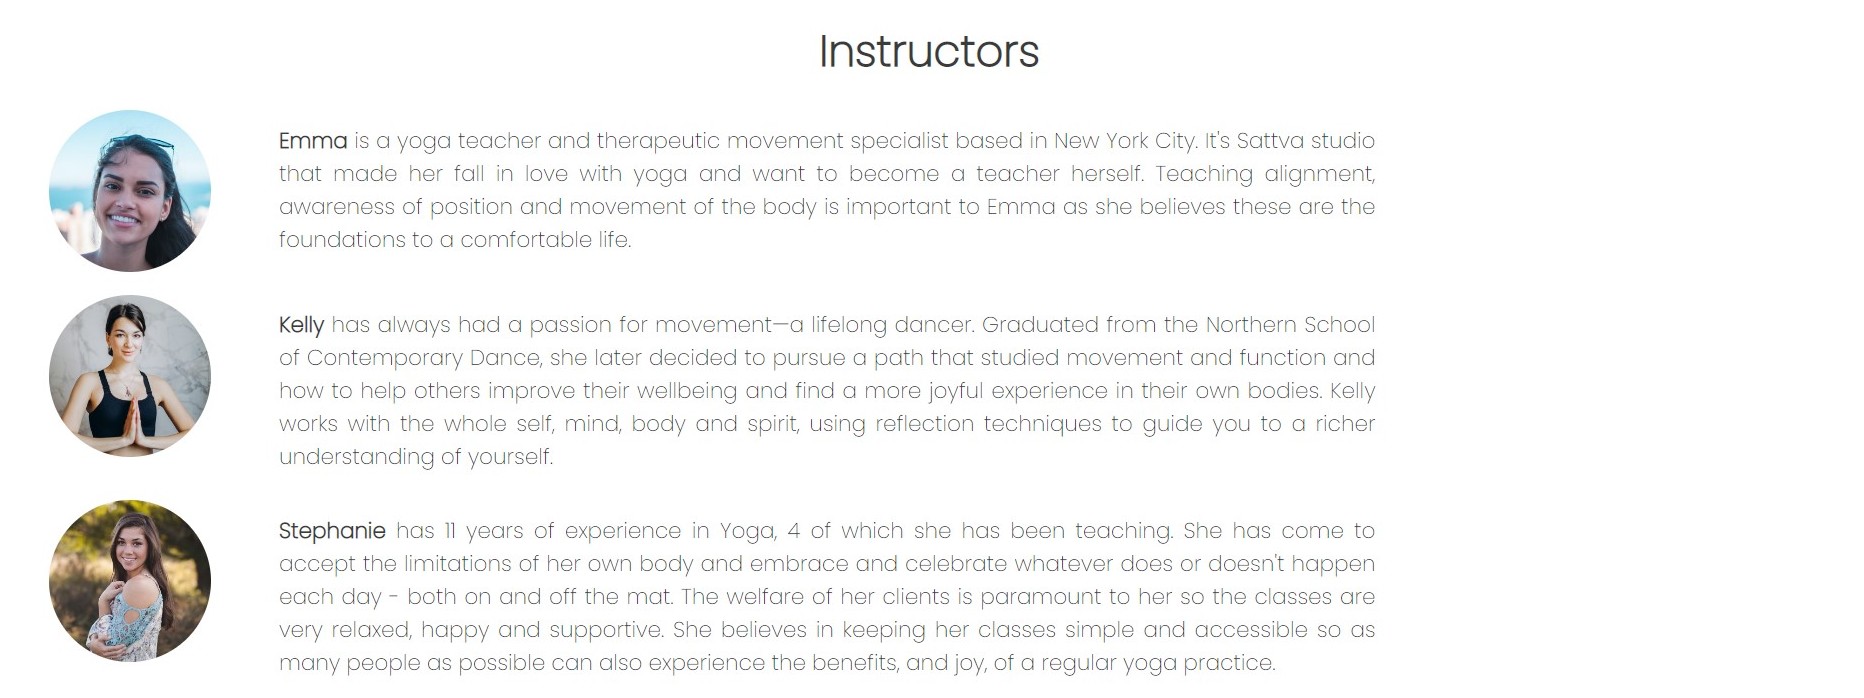 Instructors
Emma is a yoga teacher and therapeutic movement specialist based in New York City. It's Sattva studio
that made her fall in love with yoga and want to become a teacher herself. Teaching alignment,
awareness of position and movement of the body is important to Emma as she believes these are the
foundations to a comfortable life.
Kelly has always had a passion for movement—a lifelong dancer. Graduated from the Northern School
of Contemporary Dance, she later decided to pursue a path that studied movement and function and
how to help others improve their wellbeing and find a more joyful experience in their own bodies. Kelly
works with the whole self, mind, body and spirit, using reflection techniques to guide you to a richer
understanding of yourself.
Stephanie has 11 years of experience in Yoga, 4 of which she has been teaching. She has come to
accept the limitations of her own body and embrace and celebrate whatever does or doesn't happen
each day - both on and off the mat. The welfare of her clients is paramount to her so the classes are
very relaxed, happy and supportive. She believes in keeping her classes simple and accessible so as
many people as possible can also experience the benefits, and joy, of a regular yoga practice.